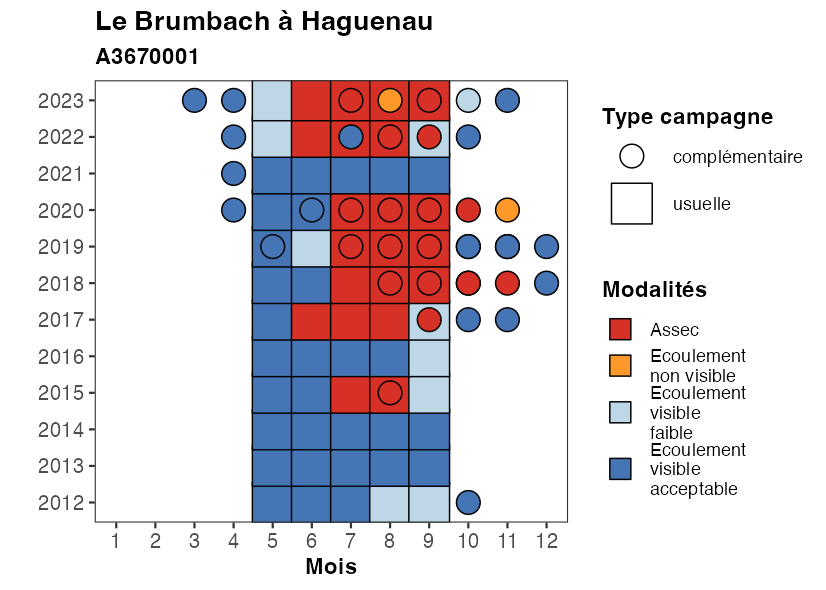 Le Brumbach à Haguenau
A3670001
2023
2022
2021
2020
2019
2018
2017
2016
2015
2014
2013
2012
1 2 3 4 5 6 7 8 9 10 11 12
Mois
Type campagne
complémentaire
usuelle
Modalités
Assec
Ecoulement
non visible
Ecoulement
visible
faible
Ecoulement
visible
acceptable